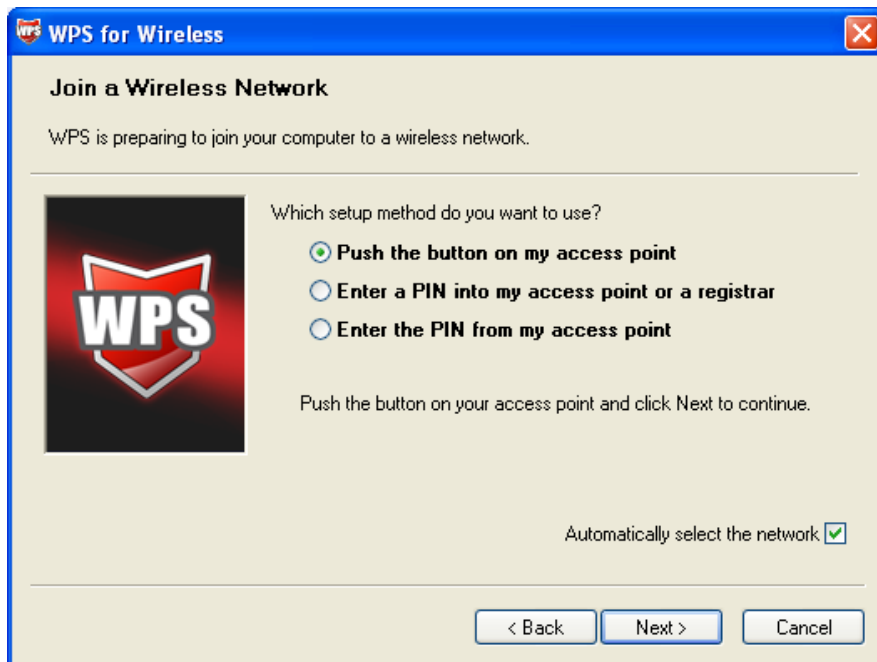 WPS WPS for Wireless
Join a Wireless Network
WPS is preparing to join your computer to a wireless network.
Which setup method do you want to use?
Push the button on my access point
Enter a PIN into my access point or a registrar
Enter the PIN from my access point
WPS
Push the button on your access point and click Next to continue.
Automatically select the network
< Back Next > Cancel